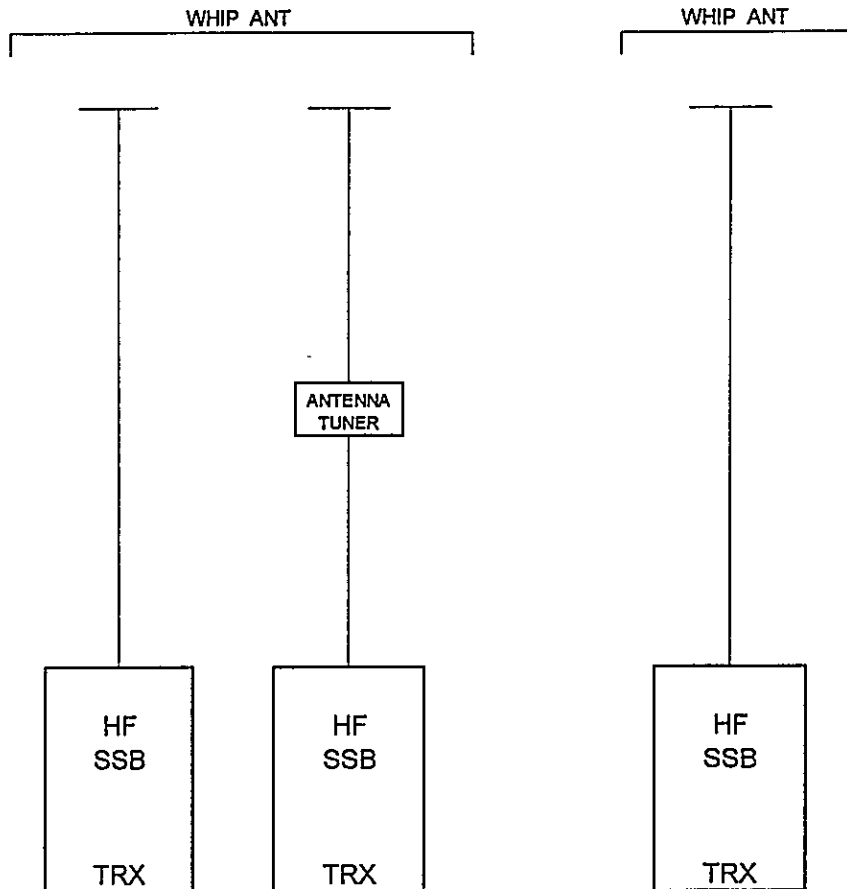 WHIP ANT
WHIP ANT
ANTENNA
TUNER
HF
SSB
TRX
HF
SSB
TRX
HF
SSB
TRX